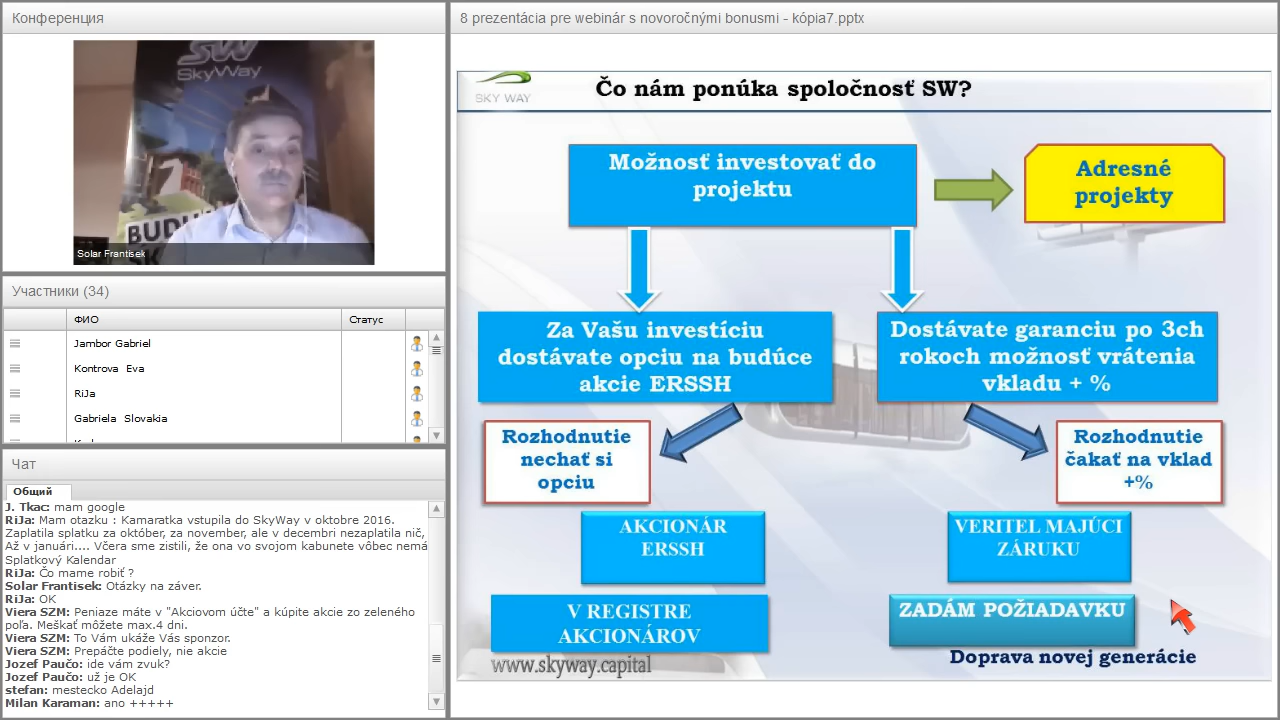 Конференция
SW
SkyWay
BUDU
Solar Frantisek
Участники (34)
ФИО
Статус
Jambor Gabriel
Kontrova Eva
RiJa
Gabriela Slovakia
Чат
Общий
J. Tkac: mam google
RiJa: Mam otazku : Kamaratka vstupila do SkyWay v oktobre 2016.
Zaplatila splatku za október, za november, ale v decembri nezaplatila nič,
Až v januári.... Včera sme zistili, že ona vo svojom kabunete vôbec nemá
Splatkový Kalendar
RiJa: Čo mame robiť ?
Solar Frantisek: Otázky na záver.
RiJa: OK
Viera SZM: Peniaze máte v "Akciovom účte" a kúpite akcie zo zeleného
poľa. Meškať môžete max.4 dni.
Viera SZM: To Vám ukáže Vás sponzor.
Viera SZM: Prepáčte podiely, nie akcie
Jozef Paučo: ide vám zvuk?
Jozef Paučo: už je OK
stefan: mestecko Adelajd
Milan Karaman: ano +++++
8 prezentácia pre webinár s novoročnými bonusmi - kópia7.pptx
SKY WAY
Čo nám ponúka spoločnosť SW?
Možnosť investovať do
projektu
Adresné
projekty
Za Vašu investíciu
dostávate opciu na budúce
akcie ERSSH
Dostávate garanciu po 3ch
rokoch možnosť vrátenia
vkladu + %
Rozhodnutie
nechať si
opciu
Rozhodnutie
čakať na vklad
+%
AKCIONÁR
ERSSH
VERITEL MAJÚCI
ZÁRUKU
V REGISTRE
AKCIONÁROV
ZADÁM POŽIADAVKU
www.skyway.capital
Doprava novej generácie